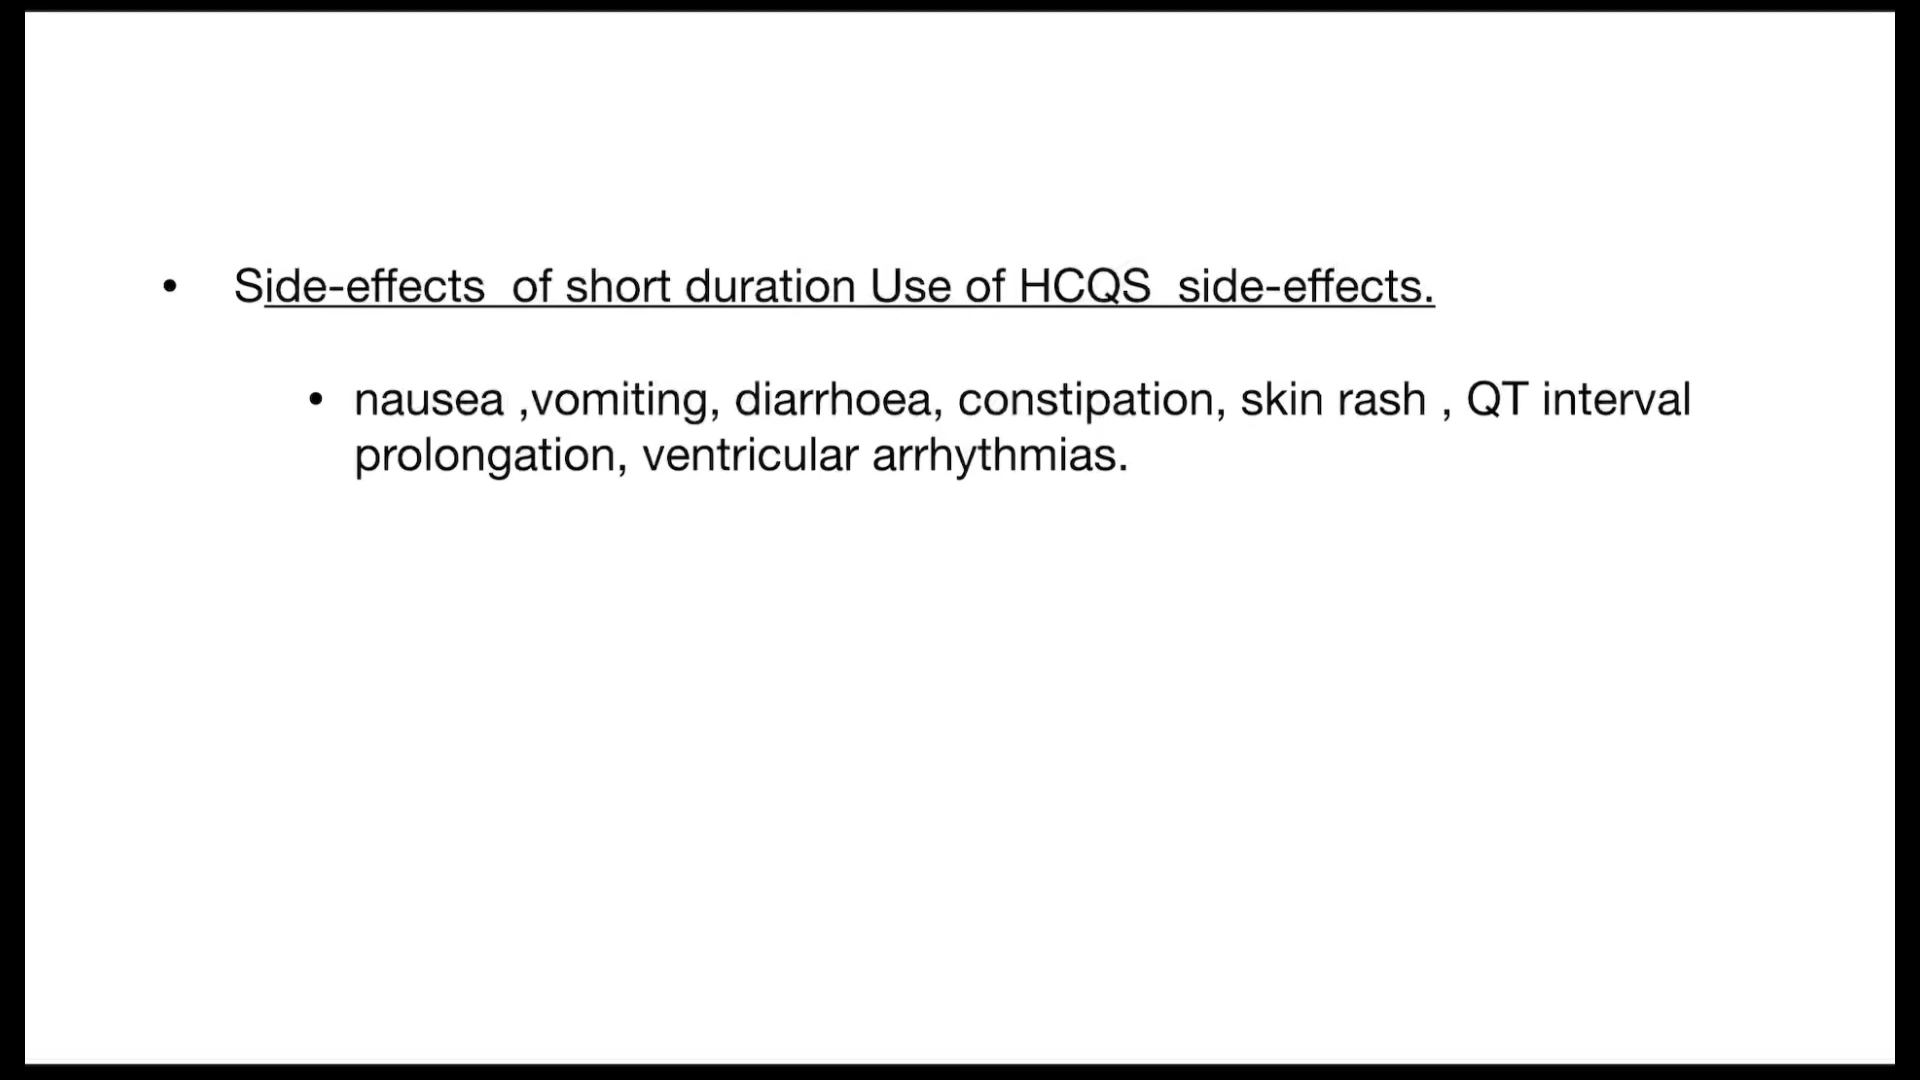 • Side-effects  of short duration Use of HCQS  side-effects.
• nausea ,vomiting, diarrhoea, constipation, skin rash , QT interval
prolongation, ventricular arrhythmias.